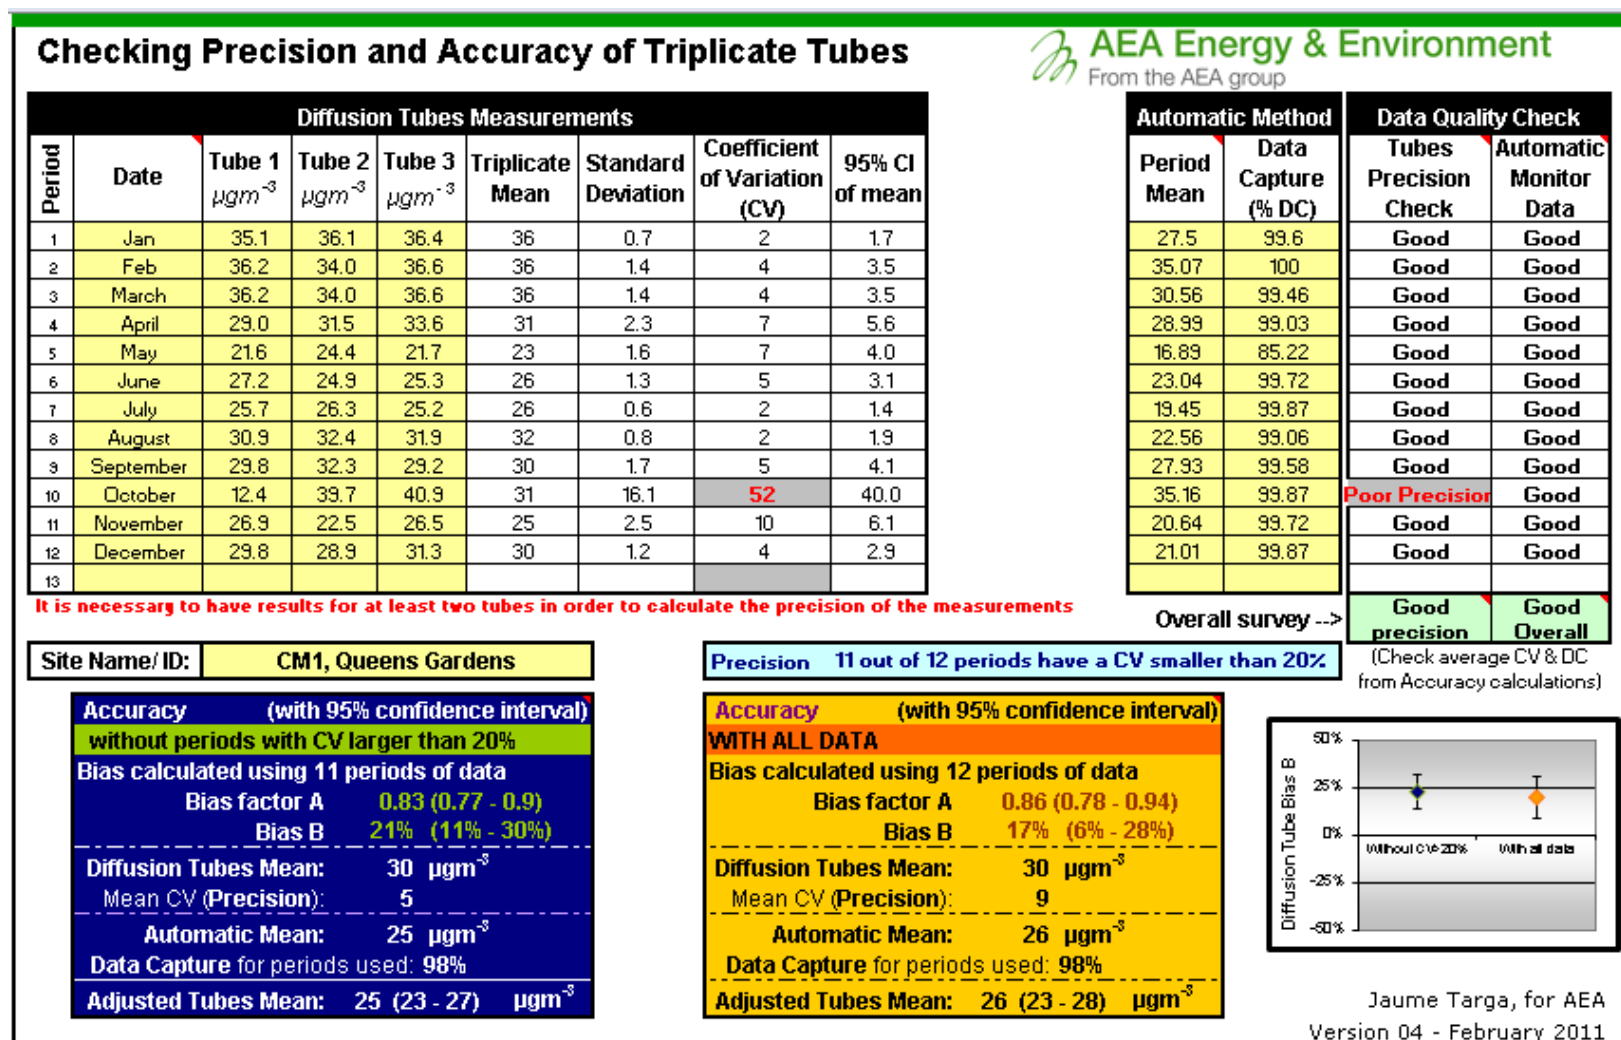 Checking Precision and Accuracy of Triplicate Tubes
AEA Energy & Environment
From the AEA group
Diffusion Tubes Measurements
Period Date Tube 1 µgm-3 Tube 2 µgm-3 Tube 3 µgm-3 Triplicate Mean Standard Deviation Coefficient of Variation (CV) 95% CI of mean
1 Jan 35.1 36.1 36.4 36 0.7 2 1.7
2 Feb 36.2 34.0 36.6 36 1.4 4 3.5
3 March 36.2 34.0 36.6 36 1.4 4 3.5
4 April 29.0 31.5 33.6 31 2.3 7 5.6
5 May 21.6 24.4 21.7 23 1.6 7 4.0
6 June 27.2 24.9 25.3 26 1.3 5 3.1
7 July 25.7 26.3 25.2 26 0.6 2 1.4
8 August 30.9 32.4 31.9 32 0.8 2 1.9
9 September 29.8 32.3 29.2 30 1.7 5 4.1
10 October 12.4 39.7 40.9 31 16.1 52 40.0
11 November 26.9 22.5 26.5 25 2.5 10 6.1
12 December 29.8 28.9 31.3 30 1.2 4 2.9
13
It is necessary to have results for at least two tubes in order to calculate the precision of the measurements
Automatic Method
Period Mean Data Capture (% DC)
27.5 99.6
35.07 100
30.56 99.46
28.99 99.03
16.89 85.22
23.04 99.72
19.45 99.87
22.56 99.06
27.93 99.58
35.16 99.87
20.64 99.72
21.01 99.87
Data Quality Check
Tubes Precision Check Automatic Monitor Data
Good Good
Good Good
Good Good
Good Good
Good Good
Good Good
Good Good
Good Good
Good Good
Poor Precision Good
Good Good
Good Good
Overall survey --> Good precision Good Overall
(Check average CV & DC
from Accuracy calculations)
Site Name/ ID: CM1, Queens Gardens
Precision 11 out of 12 periods have a CV smaller than 20%
Accuracy (with 95% confidence interval)
without periods with CV larger than 20%
Bias calculated using 11 periods of data
Bias factor A 0.83 (0.77 - 0.9)
Bias B 21% (11% - 30%)
Diffusion Tubes Mean: 30 µgm-3
Mean CV (Precision): 5
Automatic Mean: 25 µgm-3
Data Capture for periods used: 98%
Adjusted Tubes Mean: 25 (23 - 27) µgm-3
Accuracy (with 95% confidence interval)
WITH ALL DATA
Bias calculated using 12 periods of data
Bias factor A 0.86 (0.78 - 0.94)
Bias B 17% (6% - 28%)
Diffusion Tubes Mean: 30 µgm-3
Mean CV (Precision): 9
Automatic Mean: 26 µgm-3
Data Capture for periods used: 98%
Adjusted Tubes Mean: 26 (23 - 28) µgm-3
Diffusion Tube Bias B
50%
25%
0%
-25%
-50%
Without CV>20% With all data
Jaume Targa, for AEA
Version 04 - February 2011